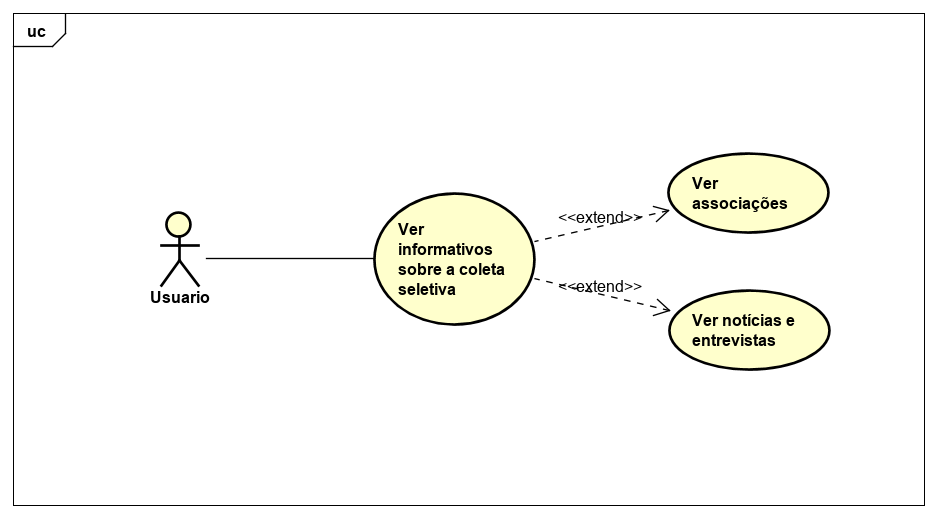 uc
Usuario
Ver
informativos
sobre a coleta
seletiva
<<extend>>
<<extend>>
Ver
associações
Ver notícias e
entrevistas